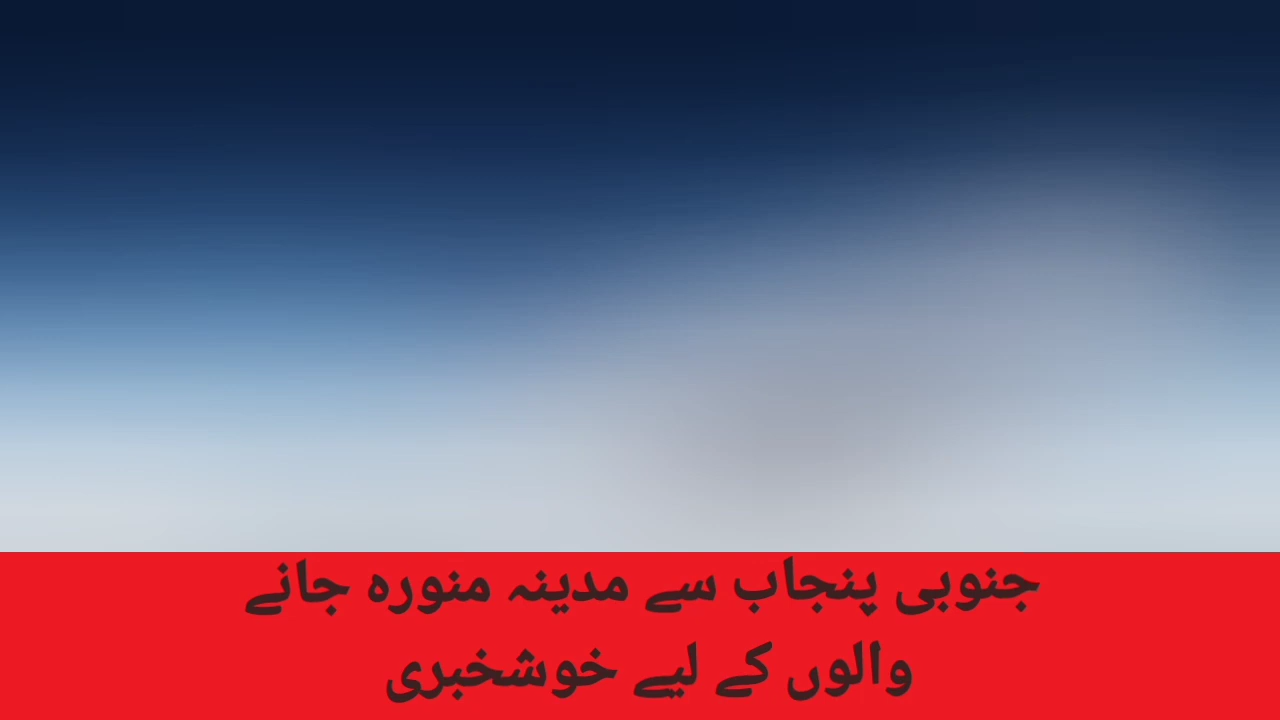 جنوبی پنجاب سے مدینہ منورہ جانے
والوں کے لیے خوشخبری